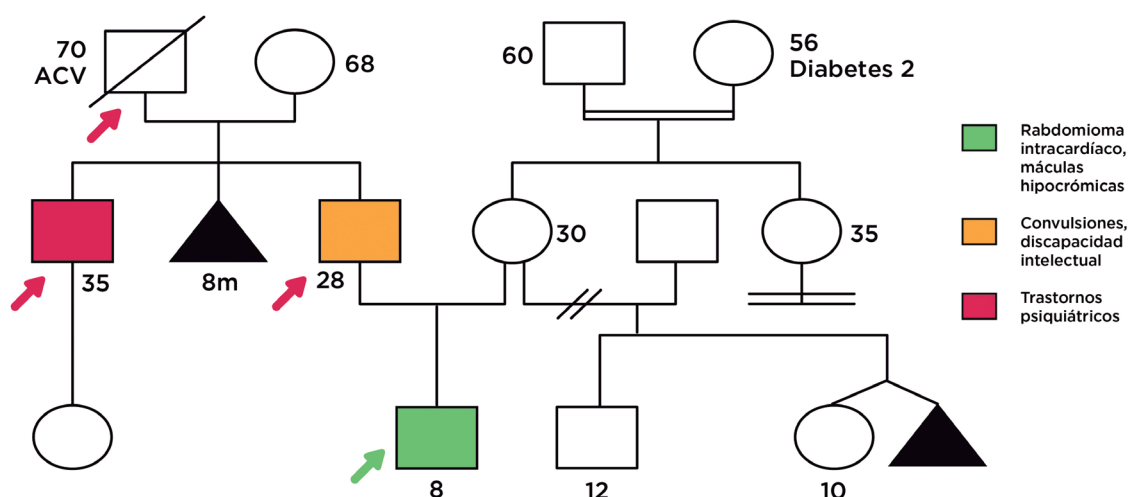 70
ACV
68
60
56
Diabetes 2
35
8m
28
30
35
8
12
10
Rabdomioma
intracardíaco,
máculas
hipocrómicas
Convulsiones,
discapacidad
intelectual
Trastornos
psiquiátricos